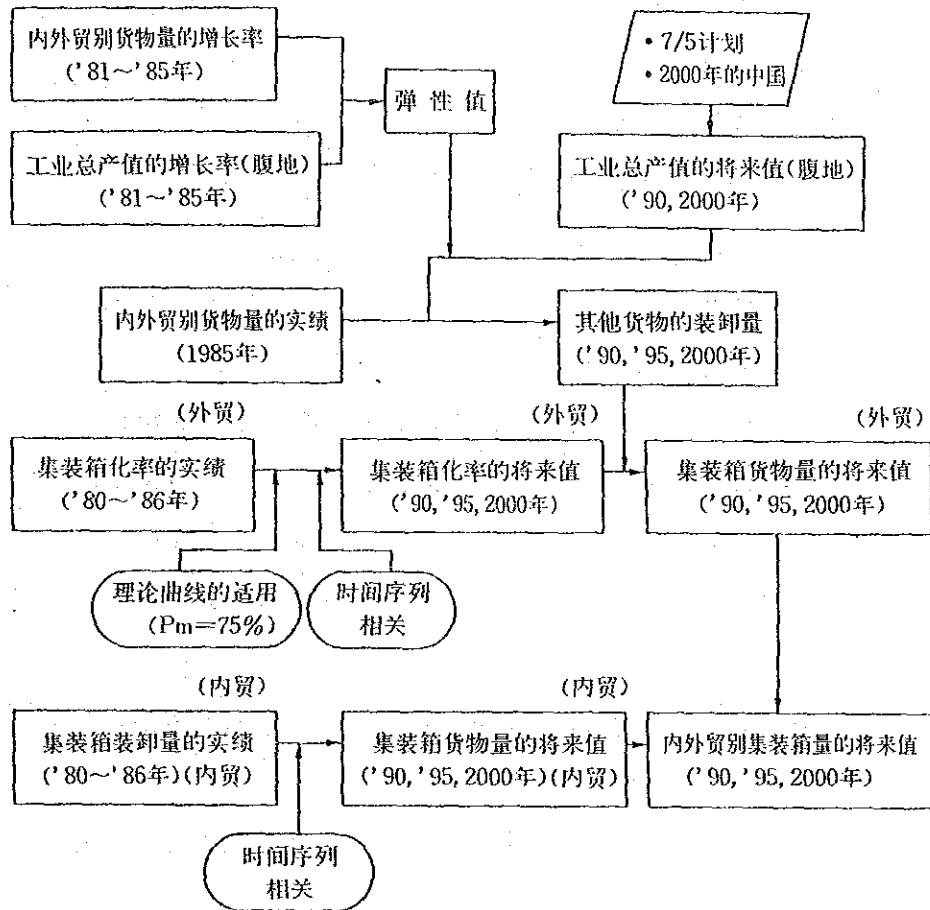 内外贸别货物量的增长率
('81～'85年)
• 7/5计划
• 2000年的中国
弹性值
工业总产值的增长率(腹地)
('81～'85年)
工业总产值的将来值(腹地)
('90,2000年)
内外贸别货物量的实绩
(1985年)
其他货物的装卸量
('90,'95,2000年)
(外贸)
(外贸)
(外贸)
集装箱化率的实绩
('80～'86年)
集装箱化率的将来值
('90,'95,2000年)
集装箱货物量的将来值
('90,'95,2000年)
理论曲线的适用
(Pm=75%)
时间序列
相关
(内贸)
(内贸)
集装箱装卸量的实绩
('80～'86年)(内贸)
集装箱货物量的将来值
('90,'95,2000年)(内贸)
内外贸别集装箱量的将来值
('90,'95,2000年)
时间序列
相关